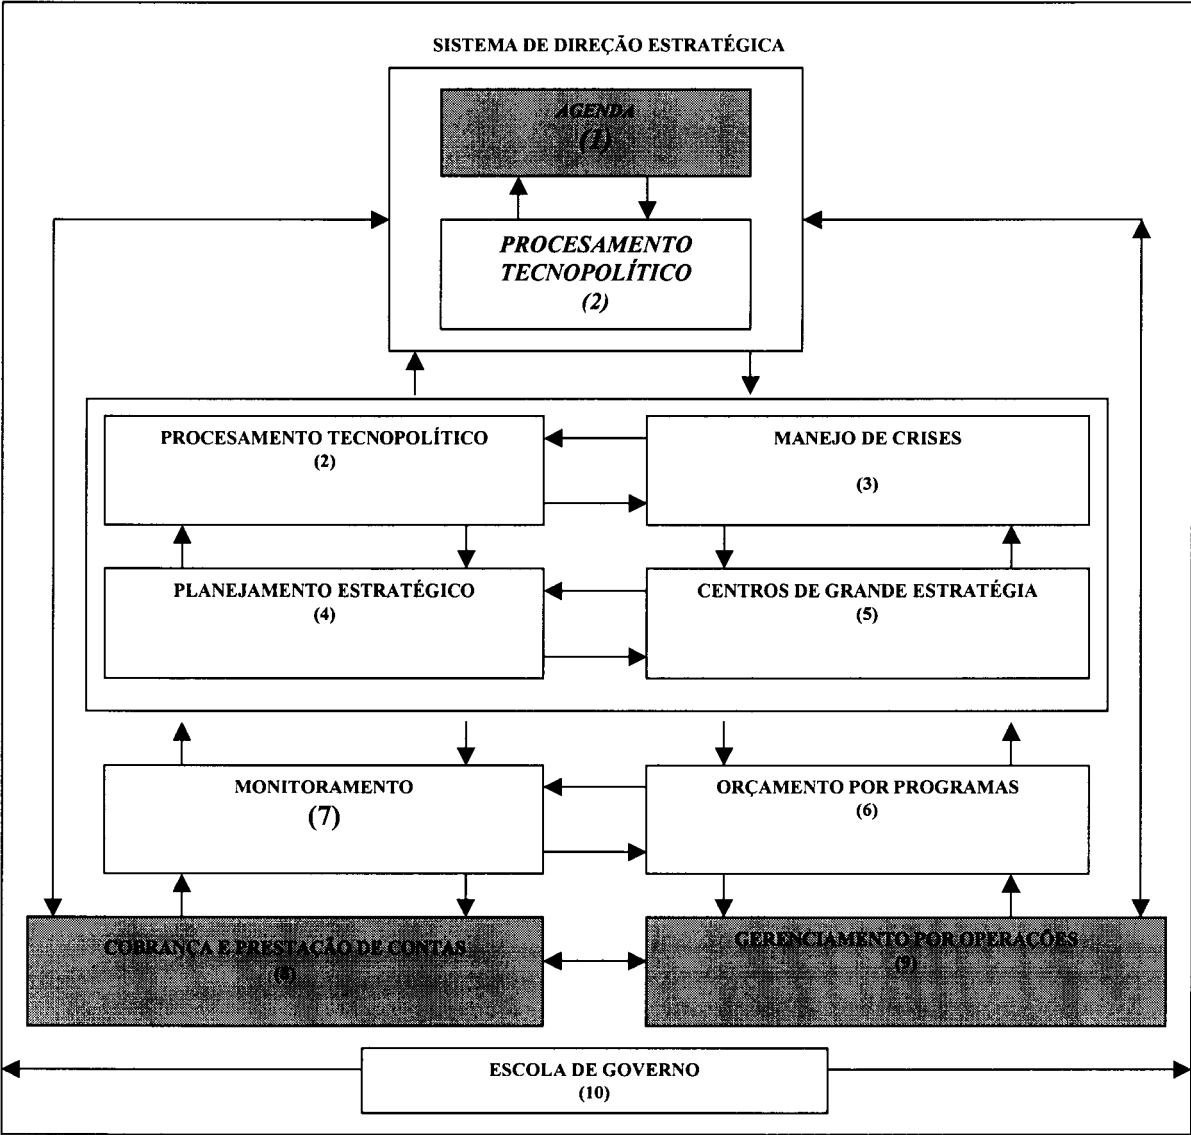 SISTEMA DE DIREÇÃO ESTRATÉGICA
AGENDA
(1)
PROCESAMENTO
TECNOPOLÍTICO
(2)
PROCESAMENTO TECNOPOLÍTICO
(2)
MANEJO DE CRISES
(3)
PLANEJAMENTO ESTRATÉGICO
(4)
CENTROS DE GRANDE ESTRATÉGIA
(5)
MONITORAMENTO
(7)
ORÇAMENTO POR PROGRAMAS
(6)
COBRANÇA E PRESTAÇÃO DE CONTAS
(8)
GERENCIAMENTO POR OPERAÇÕES
(9)
ESCOLA DE GOVERNO
(10)